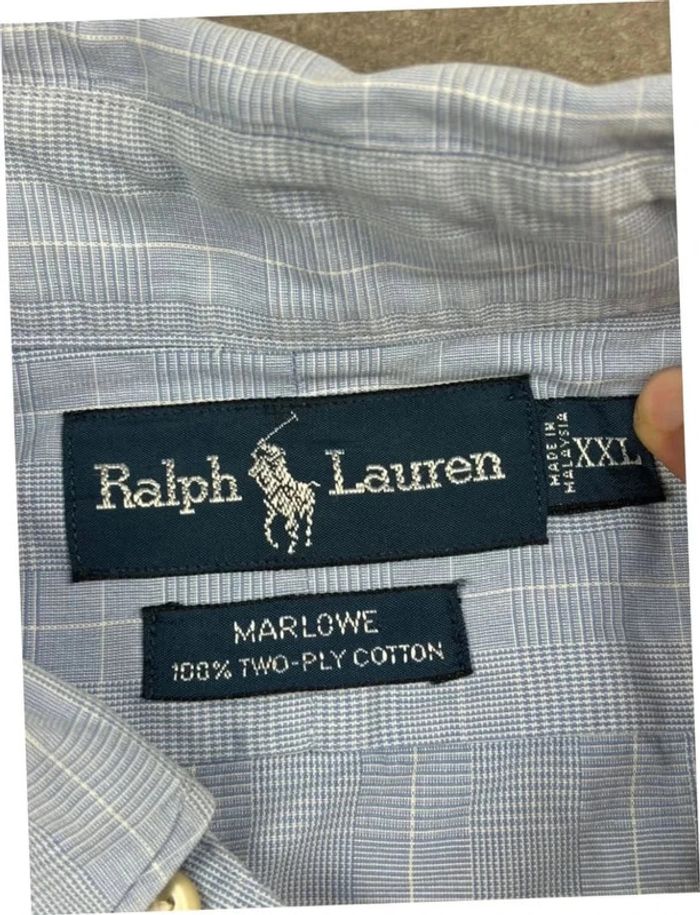 Ralph Lauren
MADE IN
MALAYSIA
XXL
MARLOWE
100% TWO-PLY COTTON